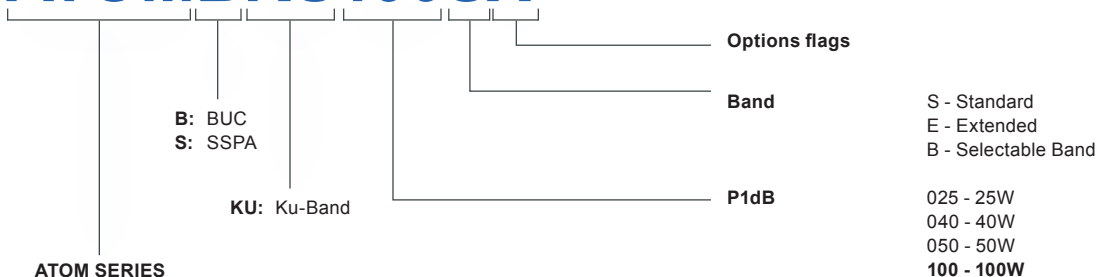 Options flags
Band
S - Standard
E - Extended
B - Selectable Band
B: BUC
S: SSPA
KU: Ku-Band
P1dB
025 - 25W
040 - 40W
050 - 50W
100 - 100W
ATOM SERIES